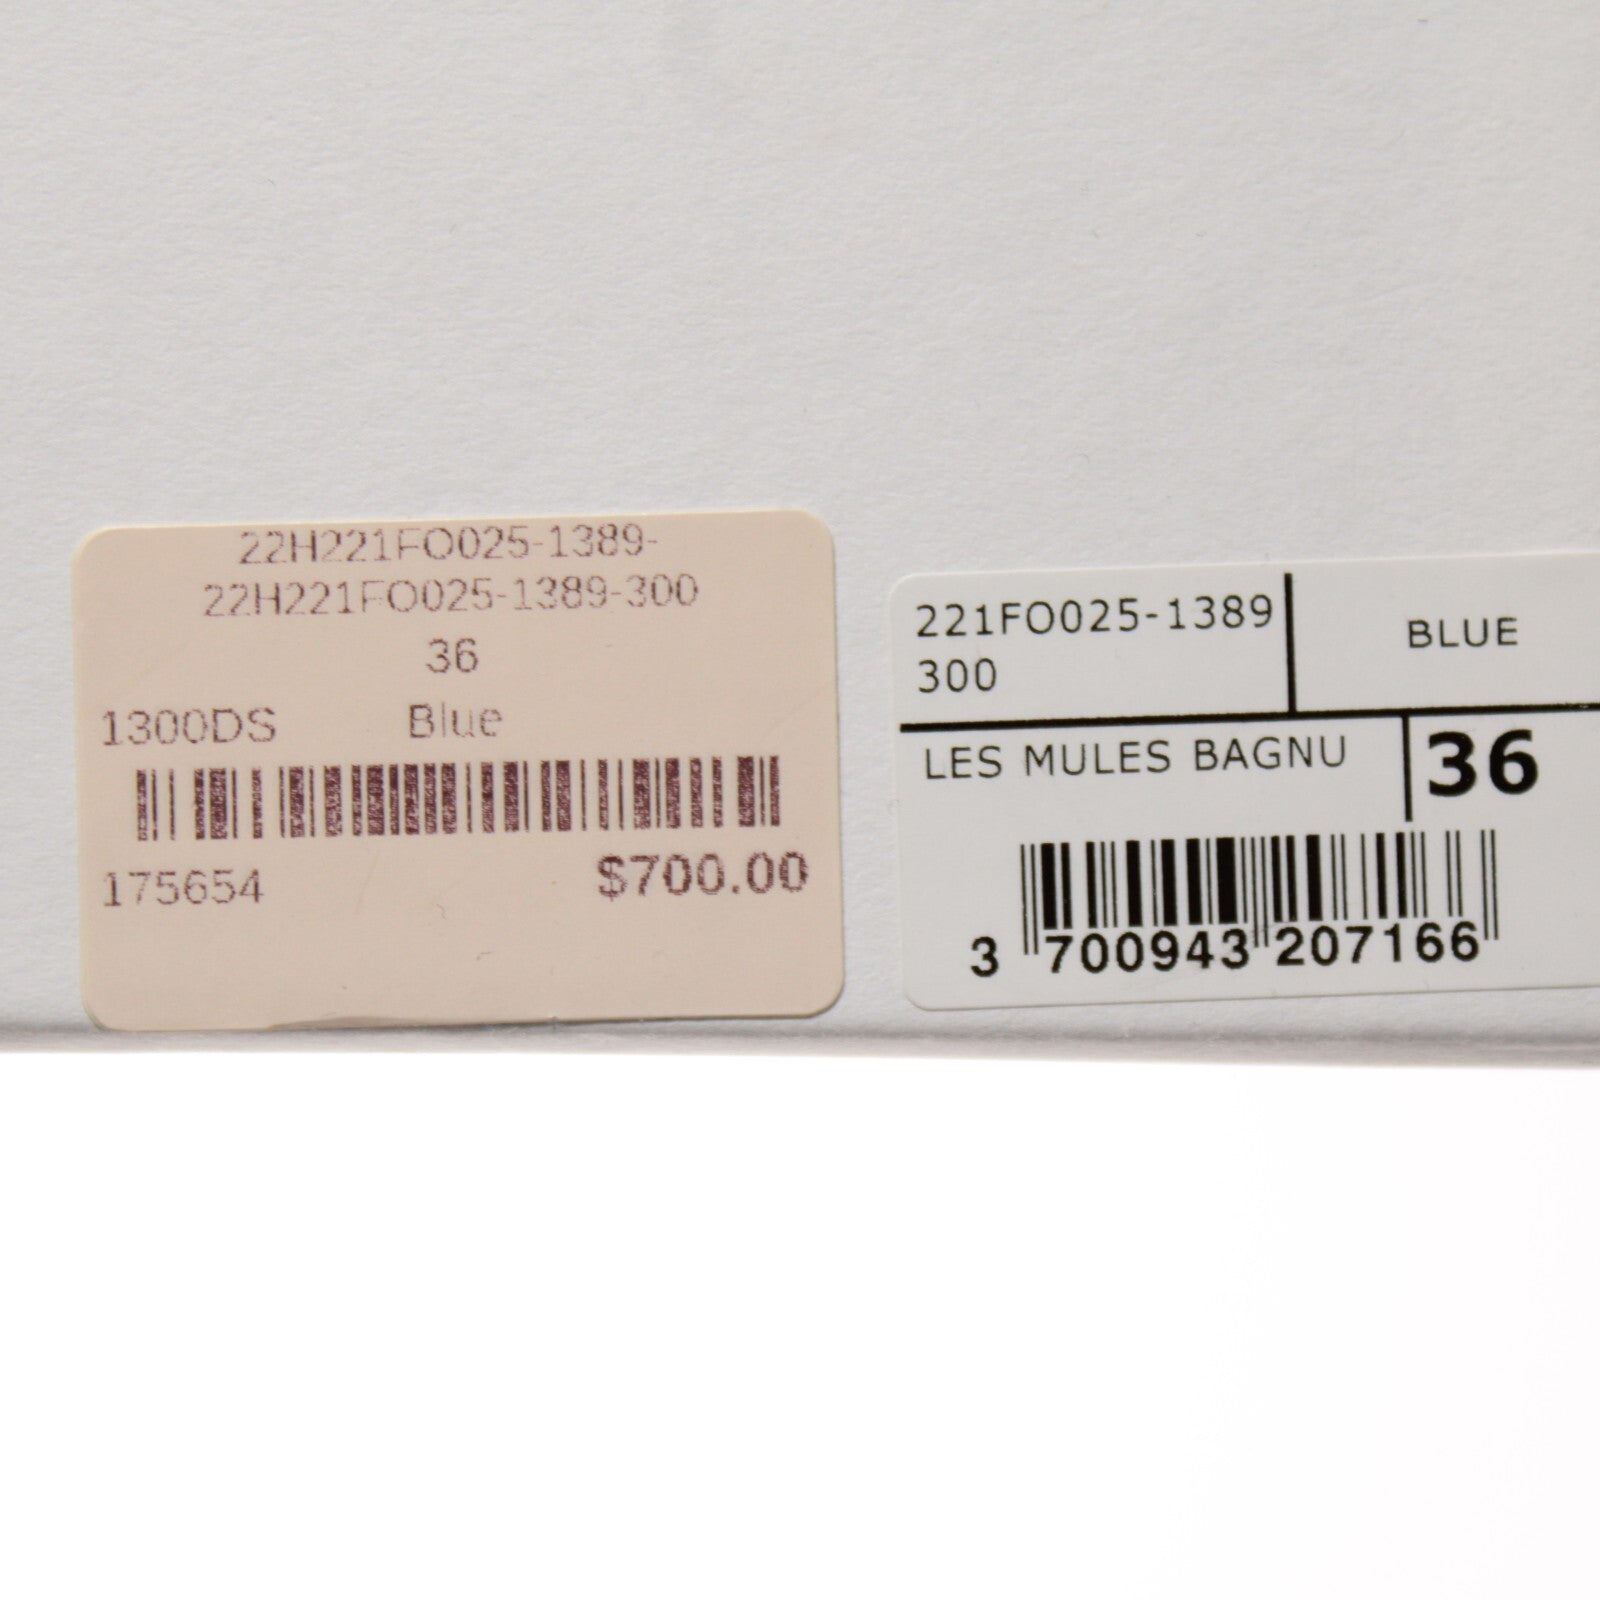 22H221FO025-1389-
22H221FO025-1389-300
36
1300DS Blue
175654 $700.00
221FO025-1389
300
BLUE
LES MULES BAGNU
36
3 700943 207166